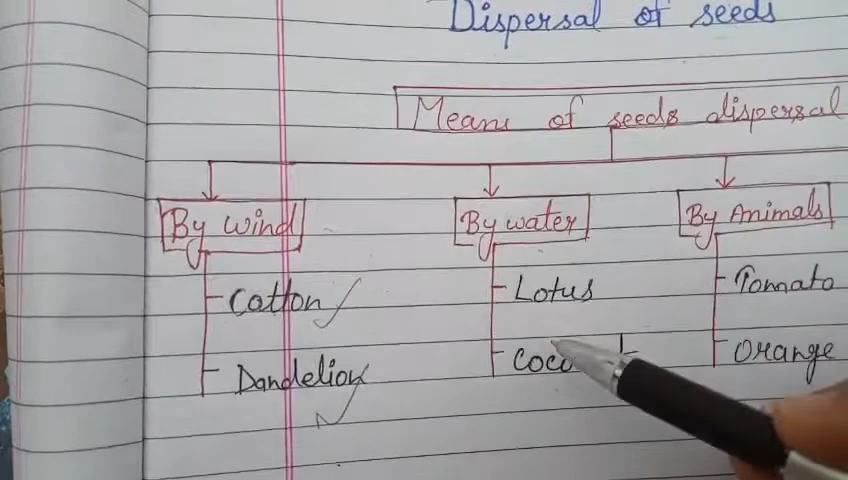 Dispersal of seeds
Means of seeds dispersal
By wind By water By Animals
Cotton Lotus Tomato
Dandelion Orange